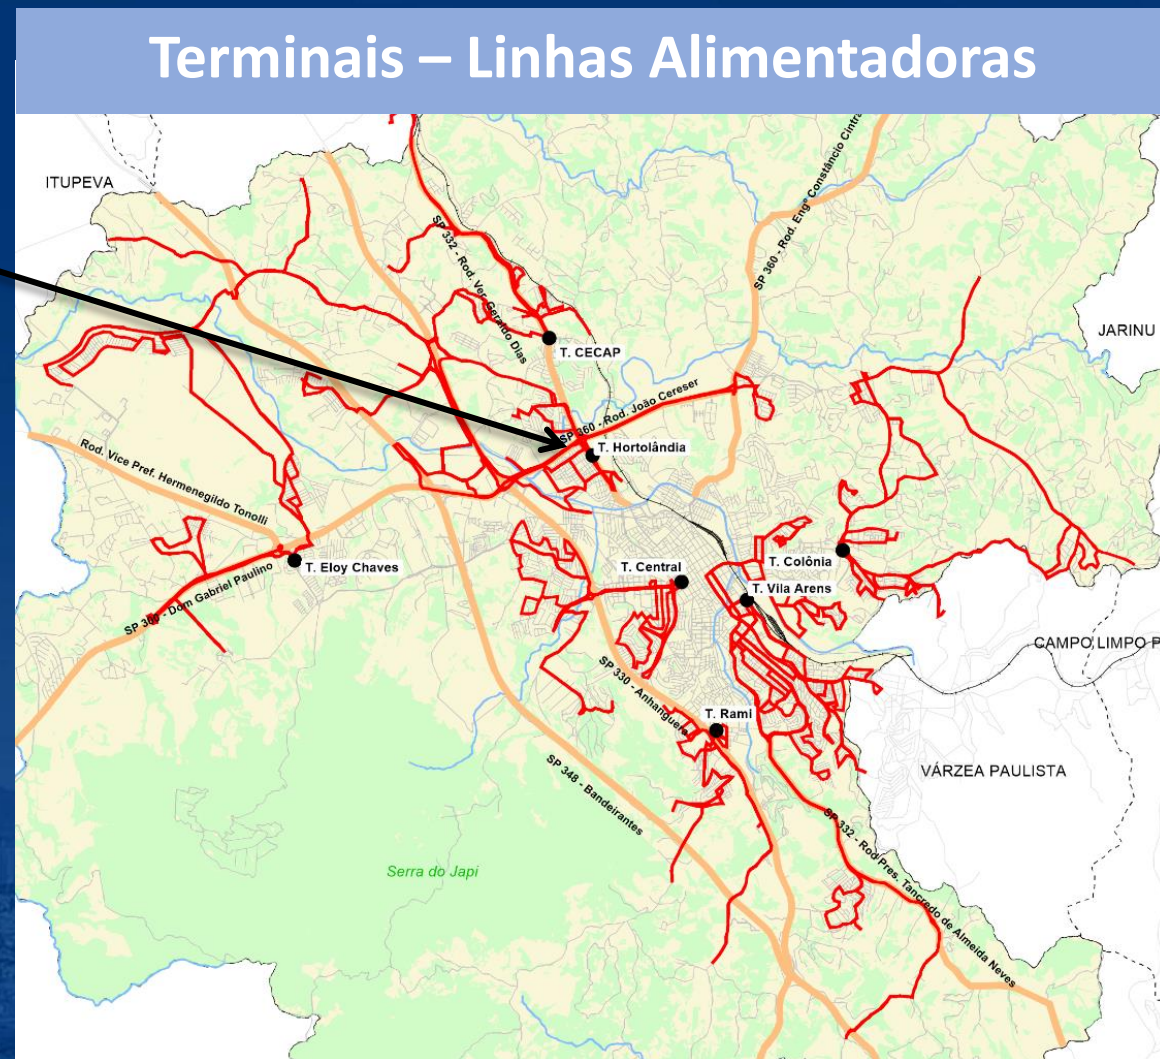 Terminais – Linhas Alimentadoras
ITUPEVA
SP 332 - Rod. Ver. Geraldo Dias
SP 360 - Rod. Engº Constâncio Cintra
JARINU
T. CECAP
SP 360 - Rod. João Cereser
T. Hortolândia
Rod. Vice Pref. Hermenegildo Tonolli
T. Eloy Chaves
T. Central
T. Colônia
T. Vila Arens
SP 300 - Dom Gabriel Paulino
CAMPO LIMPO P
SP 330 - Anhanguera
T. Rami
SP 348 - Bandeirantes
VÁRZEA PAULISTA
SP 332 - Rod Pres. Tancredo de Almeida Neves
Serra do Japi